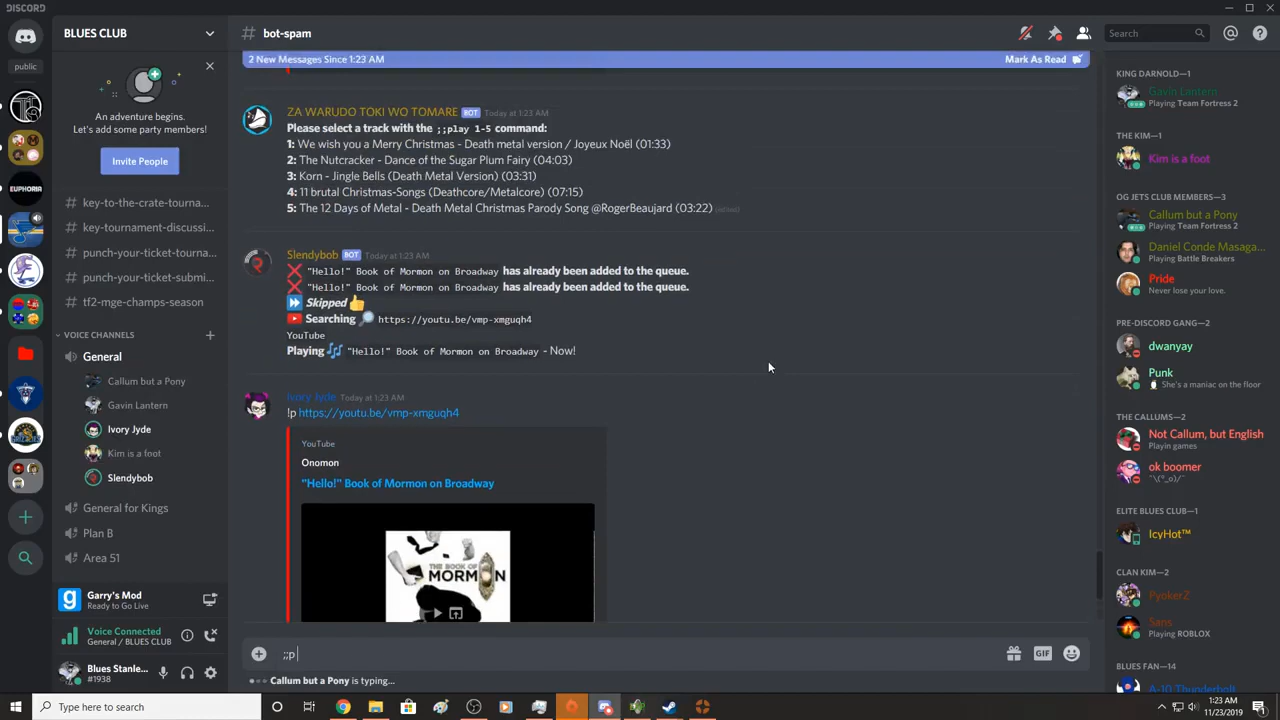 DISCORD
BLUES CLUB
# bot-spam
Search
public
2 New Messages Since 1:23 AM
Mark As Read
An adventure begins.
Let's add some party members!
Invite People
# key-to-the-crate-tourna...
# key-tournament-discussi...
# punch-your-ticket-tourna...
# punch-your-ticket-submi...
# tf2-mge-champs-season
VOICE CHANNELS
General
Callum but a Pony
Gavin Lantern
Ivory Jyde
Kim is a foot
Slendybob
General for Kings
Plan B
Area 51
Garry's Mod
Ready to Go Live
Voice Connected
General / BLUES CLUB
Blues Stanle...
#1938
EUPHORIA
ZA WARUDO TOKI WO TOMARE BOT Today at 1:23 AM
Please select a track with the ;;play 1-5 command:
1: We wish you a Merry Christmas - Death metal version / Joyeux Noël (01:33)
2: The Nutcracker - Dance of the Sugar Plum Fairy (04:03)
3: Korn - Jingle Bells (Death Metal Version) (03:31)
4: 11 brutal Christmas-Songs (Deathcore/Metalcore) (07:15)
5: The 12 Days of Metal - Death Metal Christmas Parody Song @RogerBeaujard (03:22) (edited)
Slendybob BOT Today at 1:23 AM
"Hello!" Book of Mormon on Broadway has already been added to the queue.
"Hello!" Book of Mormon on Broadway has already been added to the queue.
Skipped
Searching https://youtu.be/vmp-xmguqh4
YouTube
Playing "Hello!" Book of Mormon on Broadway - Now!
Ivory Jyde Today at 1:23 AM
!p https://youtu.be/vmp-xmguqh4
YouTube
Onomon
"Hello!" Book of Mormon on Broadway
THE BOOK OF
MORMON
;;p
GIF
Callum but a Pony is typing...
KING DARNOLD—1
Gavin Lantern
Playing Team Fortress 2
THE KIM—1
Kim is a foot
OG JETS CLUB MEMBERS—3
Callum but a Pony
Playing Team Fortress 2
Daniel Conde Masaga...
Playing Battle Breakers
Pride
Never lose your love.
PRE-DISCORD GANG—2
dwanyay
Punk
She's a maniac on the floor
THE CALLUMS—2
Not Callum, but English
Playin games
ok boomer
¯\(°_o)/¯
ELITE BLUES CLUB—1
IcyHot™
CLAN KIM—2
PyokerZ
Sans
Playing ROBLOX
BLUES FAN—14
A-10 Thunderbolt
Type here to search
1:23 AM
11/23/2019